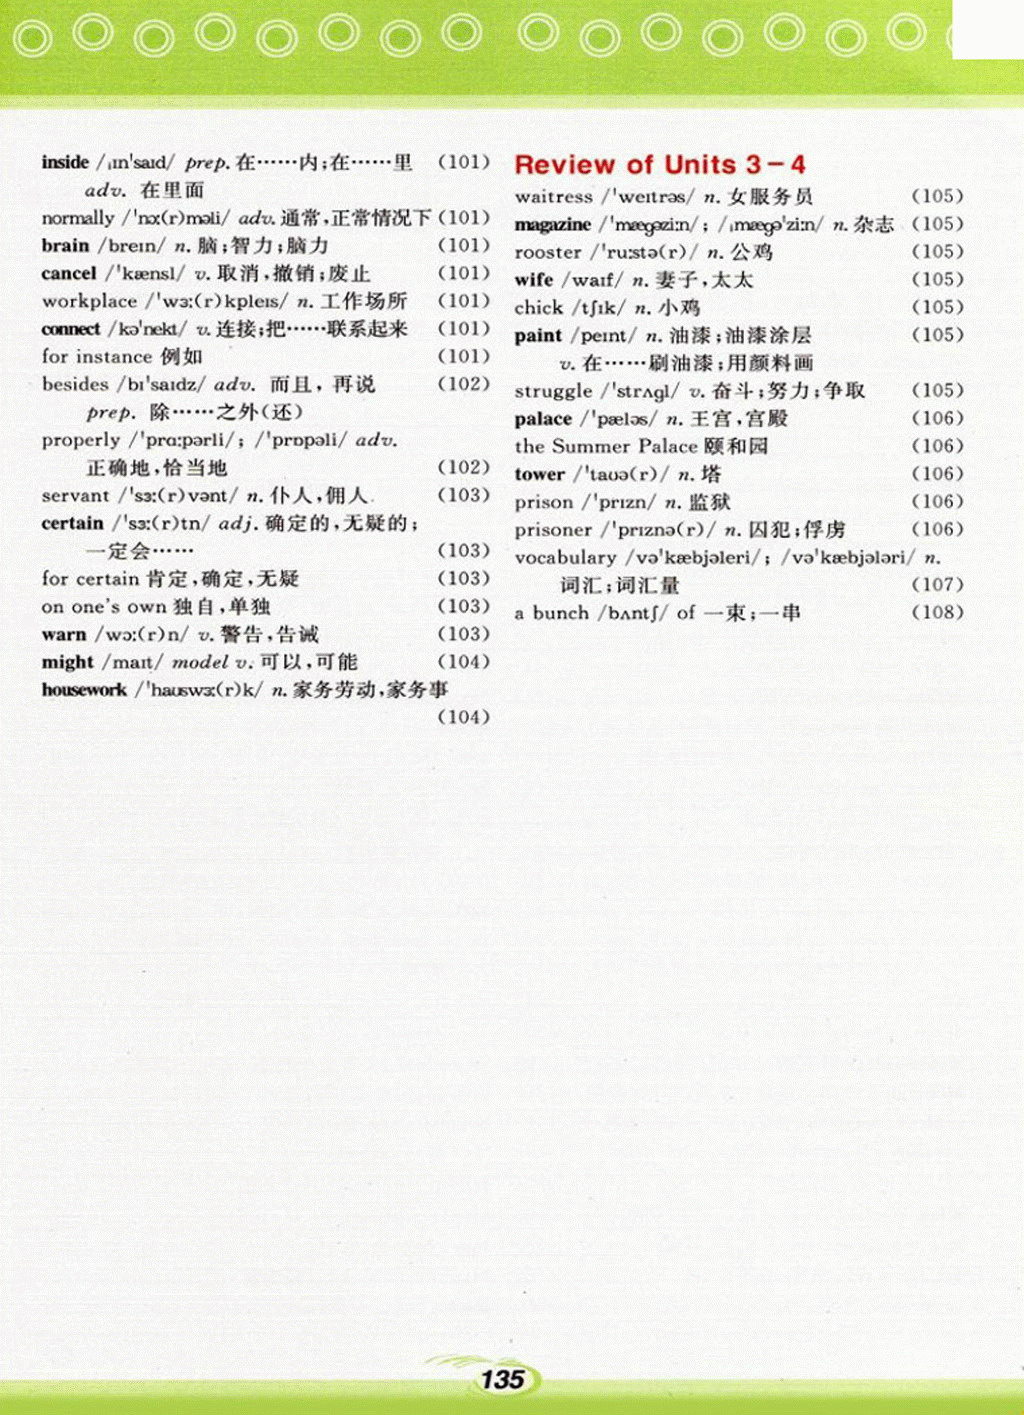 inside /ˌɪn'saɪd/ prep. 在……内;在……里 (101)
adv. 在里面
normally /'nɔː(r)məli/ adv. 通常,正常情况下(101)
brain /breɪn/ n. 脑;智力;脑力 (101)
cancel /'kænsl/ v. 取消,撤销;废止 (101)
workplace /'wɜː(r)kpleɪs/ n. 工作场所 (101)
connect /kə'nekt/ v. 连接;把……联系起来 (101)
for instance 例如 (101)
besides /bɪ'saɪdz/ adv. 而且,再说 (102)
prep. 除……之外(还)
properly /'prɑːpərli/; /'prɒpəli/ adv.
正确地,恰当地 (102)
servant /'sɜː(r)vənt/ n. 仆人,佣人 (103)
certain /'sɜː(r)tn/ adj. 确定的,无疑的;
一定会…… (103)
for certain 肯定,确定,无疑 (103)
on one's own 独自,单独 (103)
warn /wɔː(r)n/ v. 警告,告诫 (103)
might /maɪt/ model v. 可以,可能 (104)
housework /'haʊswɜː(r)k/ n. 家务劳动,家务事
(104)
Review of Units 3－4
waitress /'weɪtrəs/ n. 女服务员 (105)
magazine /'mægəziːn/; /ˌmægə'ziːn/ n. 杂志 (105)
rooster /'ruːstə(r)/ n. 公鸡 (105)
wife /waɪf/ n. 妻子,太太 (105)
chick /tʃɪk/ n. 小鸡 (105)
paint /peɪnt/ n. 油漆;油漆涂层 (105)
v. 在……刷油漆;用颜料画
struggle /'strʌgl/ v. 奋斗;努力;争取 (105)
palace /'pæləs/ n. 王宫,宫殿 (106)
the Summer Palace 颐和园 (106)
tower /'taʊə(r)/ n. 塔 (106)
prison /'prɪzn/ n. 监狱 (106)
prisoner /'prɪznə(r)/ n. 囚犯;俘虏 (106)
vocabulary /və'kæbjəleri/; /və'kæbjələri/ n.
词汇;词汇量 (107)
a bunch /bʌntʃ/ of 一束;一串 (108)
135